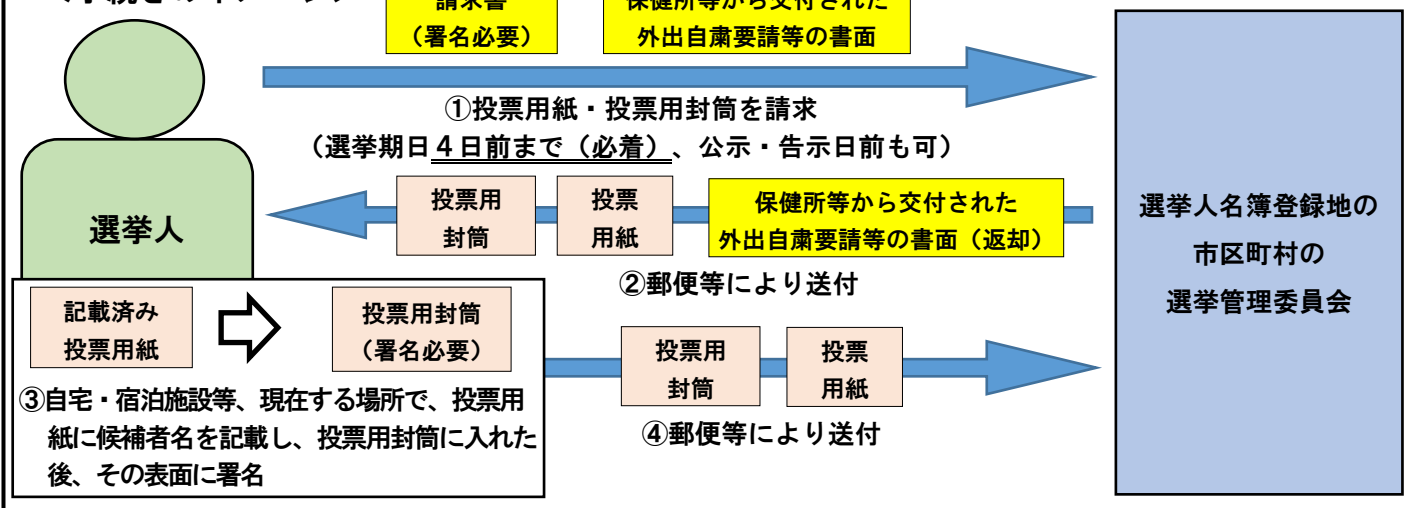 請求書
（署名必要）
保健所等から交付された
外出自粛要請等の書面
①投票用紙・投票用封筒を請求
（選挙期日４日前まで（必着）、公示・告示日前も可）
選挙人
投票用
封筒
投票
用紙
保健所等から交付された
外出自粛要請等の書面（返却）
②郵便等により送付
選挙人名簿登録地の
市区町村の
選挙管理委員会
記載済み
投票用紙
投票用封筒
（署名必要）
③自宅・宿泊施設等、現在する場所で、投票用
紙に候補者名を記載し、投票用封筒に入れた
後、その表面に署名
投票用
封筒
投票
用紙
④郵便等により送付